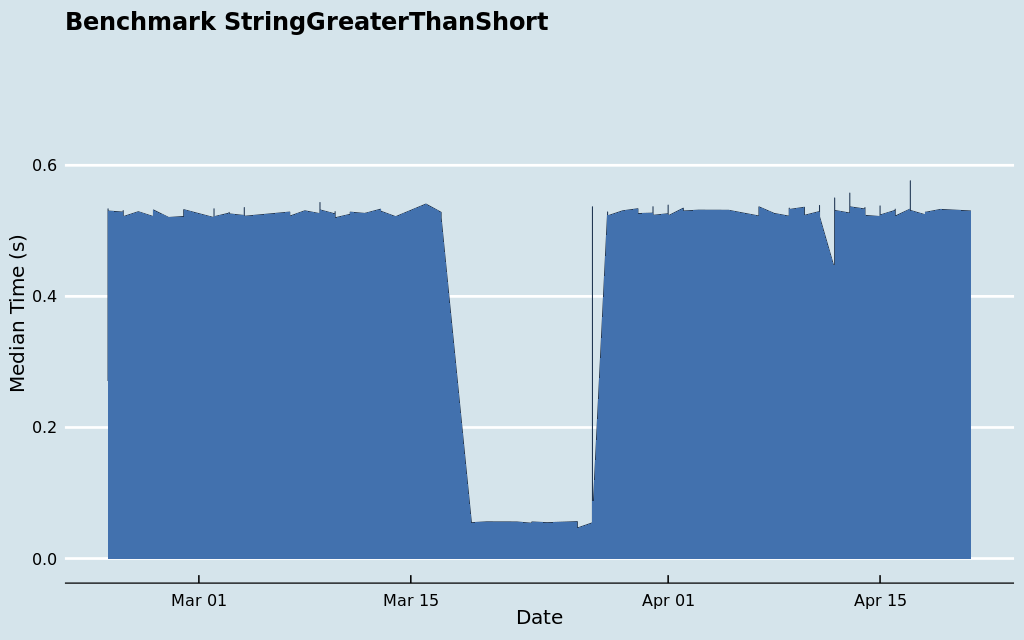 Benchmark StringGreaterThanShort
Median Time (s)
0.6
0.4
0.2
0.0
Mar 01
Mar 15
Apr 01
Apr 15
Date